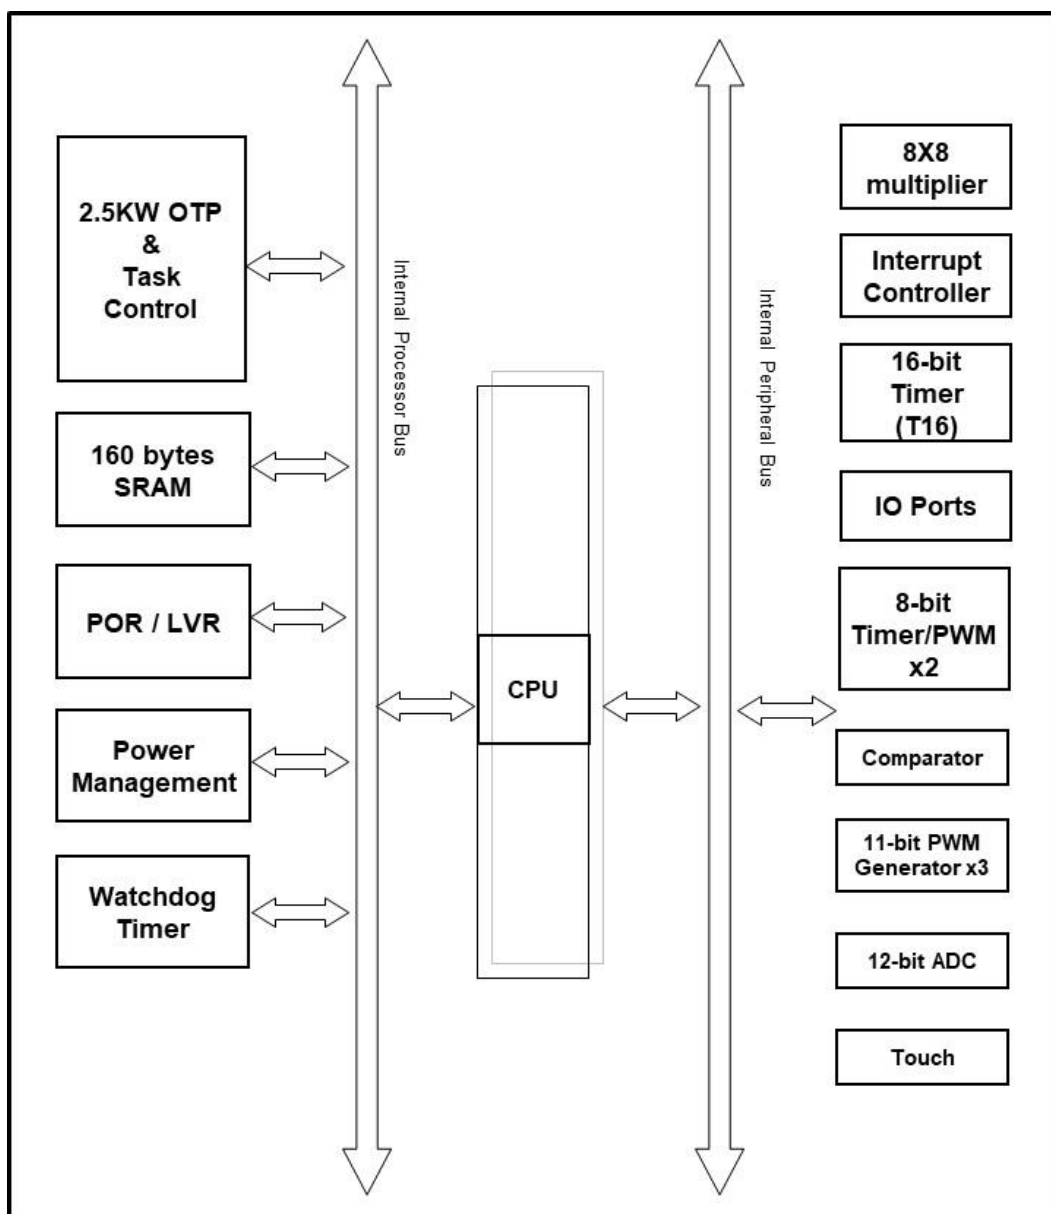 2.5KW OTP
&
Task
Control
160 bytes
SRAM
POR / LVR
Power
Management
Watchdog
Timer
Internal Processor Bus
CPU
Internal Peripheral Bus
8X8
multiplier
Interrupt
Controller
16-bit
Timer
(T16)
IO Ports
8-bit
Timer/PWM
x2
Comparator
11-bit PWM
Generator x3
12-bit ADC
Touch